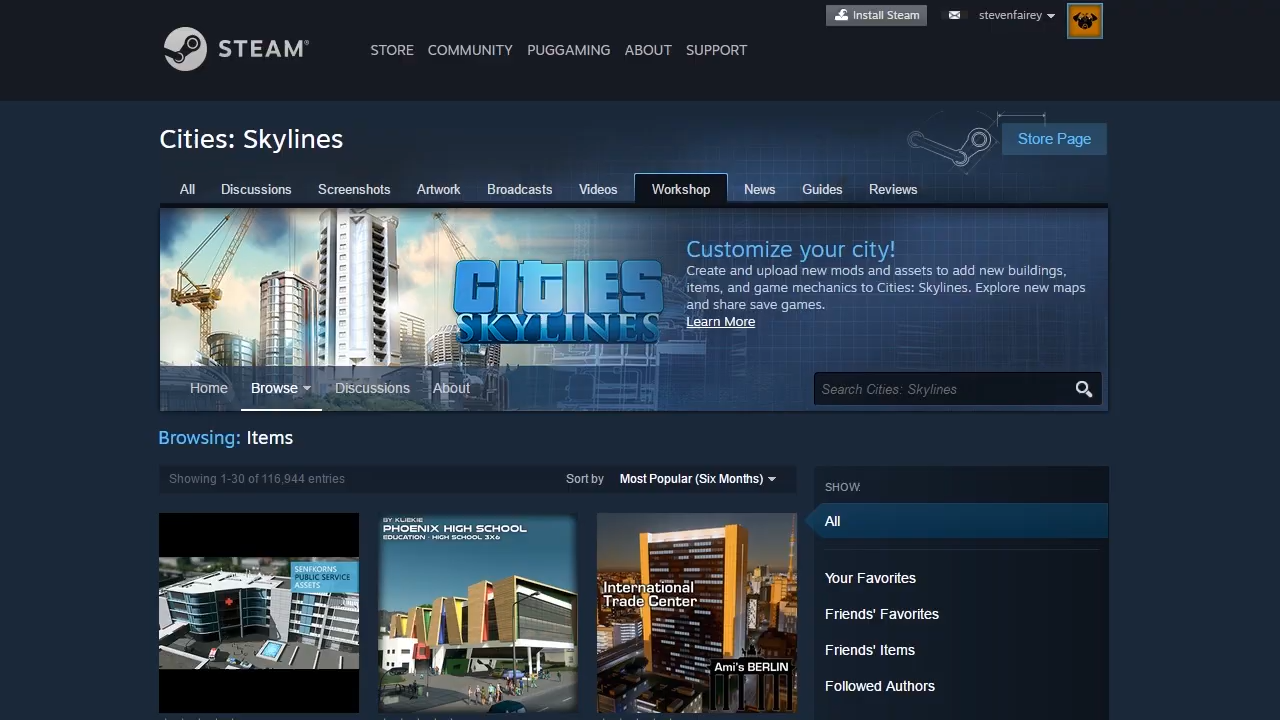 Install Steam
stevenfairey
STEAM
STORE COMMUNITY PUGGAMING ABOUT SUPPORT
Cities: Skylines
Store Page
All Discussions Screenshots Artwork Broadcasts Videos Workshop News Guides Reviews
CITIES
SKYLINES
Customize your city!
Create and upload new mods and assets to add new buildings,
items, and game mechanics to Cities: Skylines. Explore new maps
and share save games.
Learn More
Home Browse Discussions About
Search Cities: Skylines
Browsing: Items
Showing 1-30 of 116,944 entries
Sort by Most Popular (Six Months)
SENFKORNS
PUBLIC SERVICE
ASSETS
BY KLIEKIE
PHOENIX HIGH SCHOOL
EDUCATION - HIGH SCHOOL 3X6
International
Trade Center
Ami's BERLIN
SHOW:
All
Your Favorites
Friends' Favorites
Friends' Items
Followed Authors